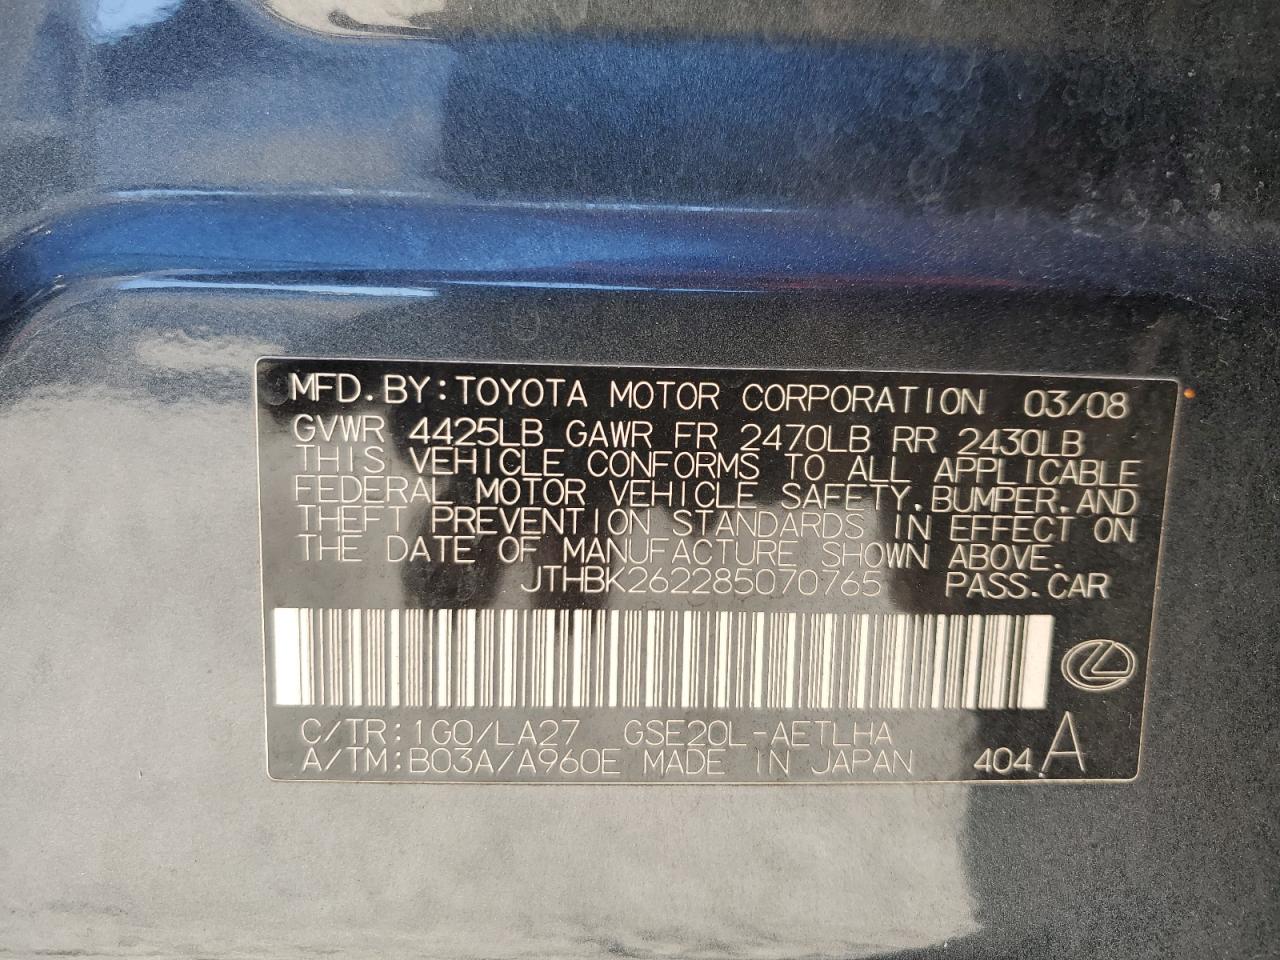 MFD.BY:TOYOTA MOTOR CORPORATION 03/08
GVWR 4425LB GAWR FR 2470LB RR 2430LB
THIS VEHICLE CONFORMS TO ALL APPLICABLE
FEDERAL MOTOR VEHICLE SAFETY.BUMPER.AND
THEFT PREVENTION STANDARDS IN EFFECT ON
THE DATE OF MANUFACTURE SHOWN ABOVE.
JTHBK262285070765 PASS.CAR
C/TR:1G0/LA27 GSE20L-AETLHA
A/TM:B03A/A960E MADE IN JAPAN 404.A